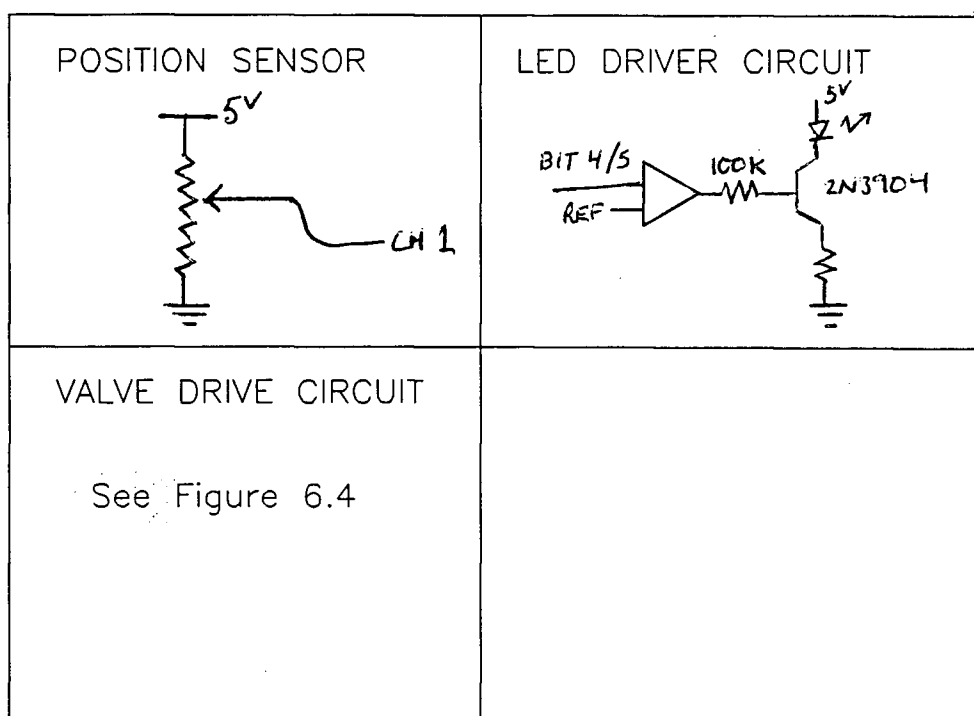 POSITION SENSOR
5V
CH 1
LED DRIVER CIRCUIT
5V
BIT 4/5
100K
2N3904
REF
VALVE DRIVE CIRCUIT
See Figure 6.4